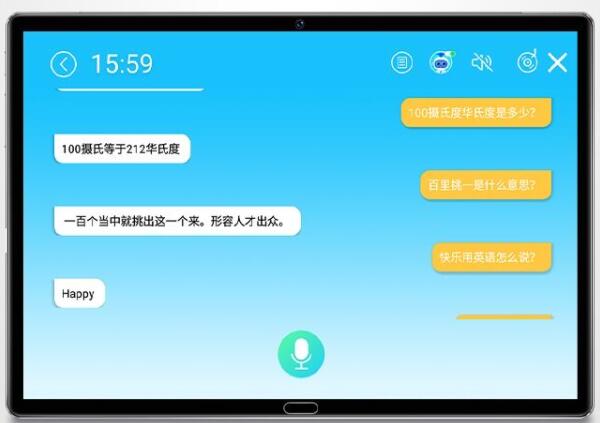 15:59
100摄氏度华氏度是多少?
100摄氏等于212华氏度
百里挑一是什么意思?
一百个当中就挑出这一个来。形容人才出众。
快乐用英语怎么说?
Happy